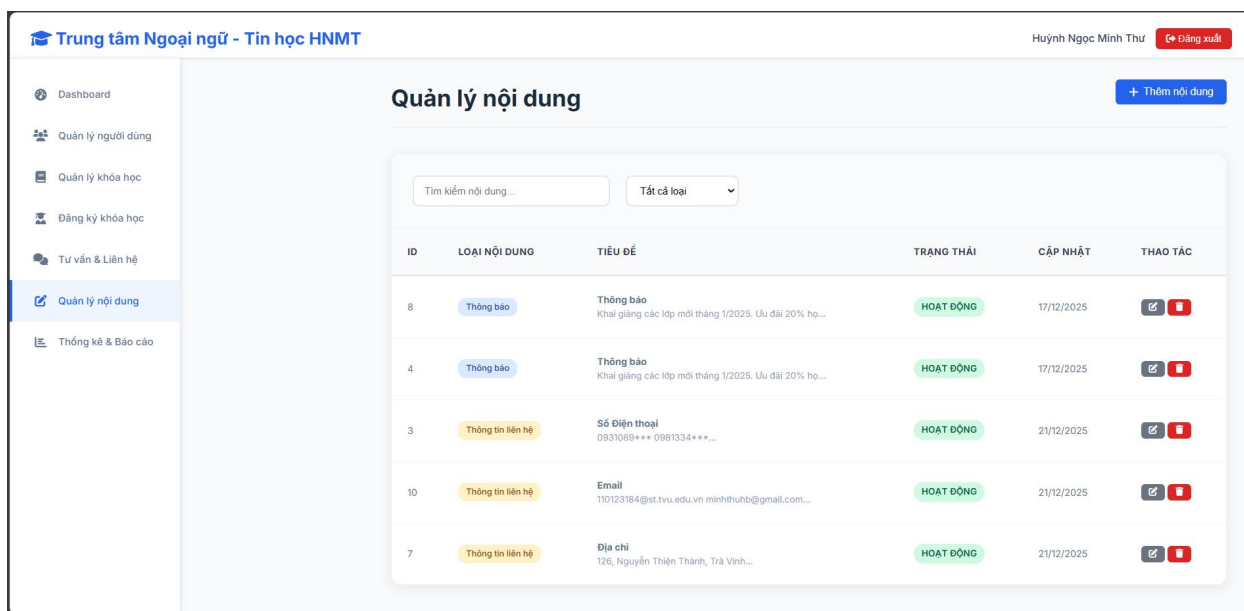 Trung tâm Ngoại ngữ - Tin học HNMT
Huỳnh Ngọc Minh Thư
Đăng xuất
Dashboard
Quản lý người dùng
Quản lý khóa học
Đăng ký khóa học
Tư vấn & Liên hệ
Quản lý nội dung
Thống kê & Báo cáo
Quản lý nội dung
+ Thêm nội dung
Tìm kiếm nội dung...
Tất cả loại
ID LOẠI NỘI DUNG TIÊU ĐỀ TRẠNG THÁI CẬP NHẬT THAO TÁC
8 Thông báo Thông báo HOẠT ĐỘNG 17/12/2025
Khai giảng các lớp mới tháng 1/2025. Ưu đãi 20% họ...
4 Thông báo Thông báo HOẠT ĐỘNG 17/12/2025
Khai giảng các lớp mới tháng 1/2025. Ưu đãi 20% họ...
3 Thông tin liên hệ Số Điện thoại HOẠT ĐỘNG 21/12/2025
0931089*** 0981334***...
10 Thông tin liên hệ Email HOẠT ĐỘNG 21/12/2025
110123184@st.tvu.edu.vn minhthuhb@gmail.com...
7 Thông tin liên hệ Địa chỉ HOẠT ĐỘNG 21/12/2025
126, Nguyễn Thiện Thành, Trà Vinh...